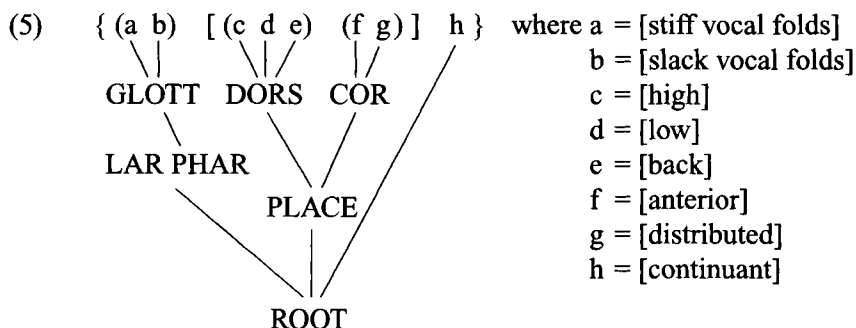 (5) { (a b) [ (c d e) (f g) ] h } where a = [stiff vocal folds]
b = [slack vocal folds]
GLOTT DORS COR c = [high]
d = [low]
LAR PHAR e = [back]
PLACE f = [anterior]
g = [distributed]
h = [continuant]
ROOT